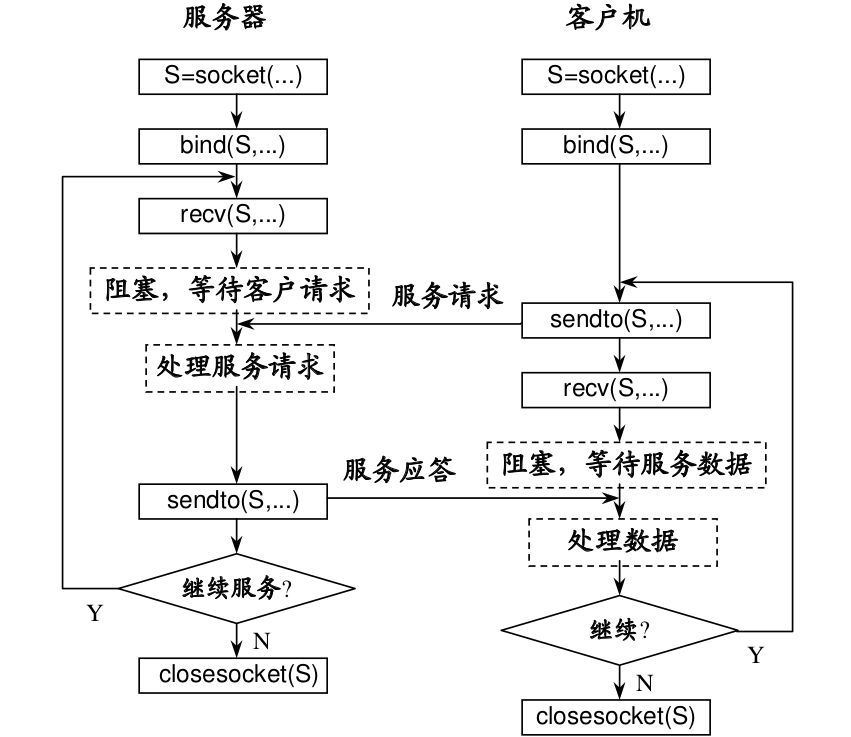 服务器
S=socket(...)
bind(S,...)
recv(S,...)
阻塞，等待客户请求
处理服务请求
sendto(S,...)
继续服务?
Y
N
closesocket(S)
服务请求
服务应答
客户机
S=socket(...)
bind(S,...)
sendto(S,...)
recv(S,...)
阻塞，等待服务数据
处理数据
继续?
Y
N
closesocket(S)